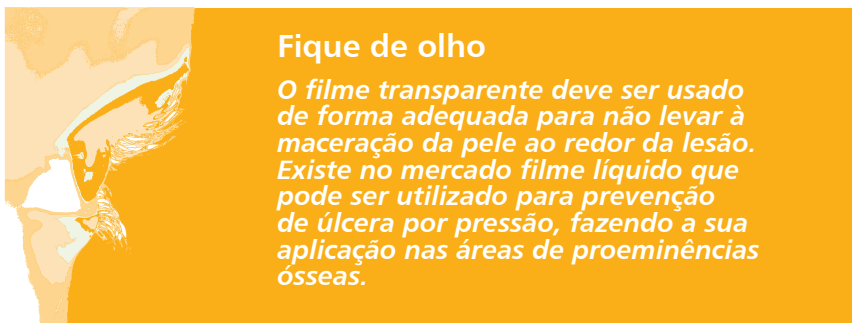 Fique de olho
O filme transparente deve ser usado
de forma adequada para não levar à
maceração da pele ao redor da lesão.
Existe no mercado filme líquido que
pode ser utilizado para prevenção
de úlcera por pressão, fazendo a sua
aplicação nas áreas de proeminências
ósseas.